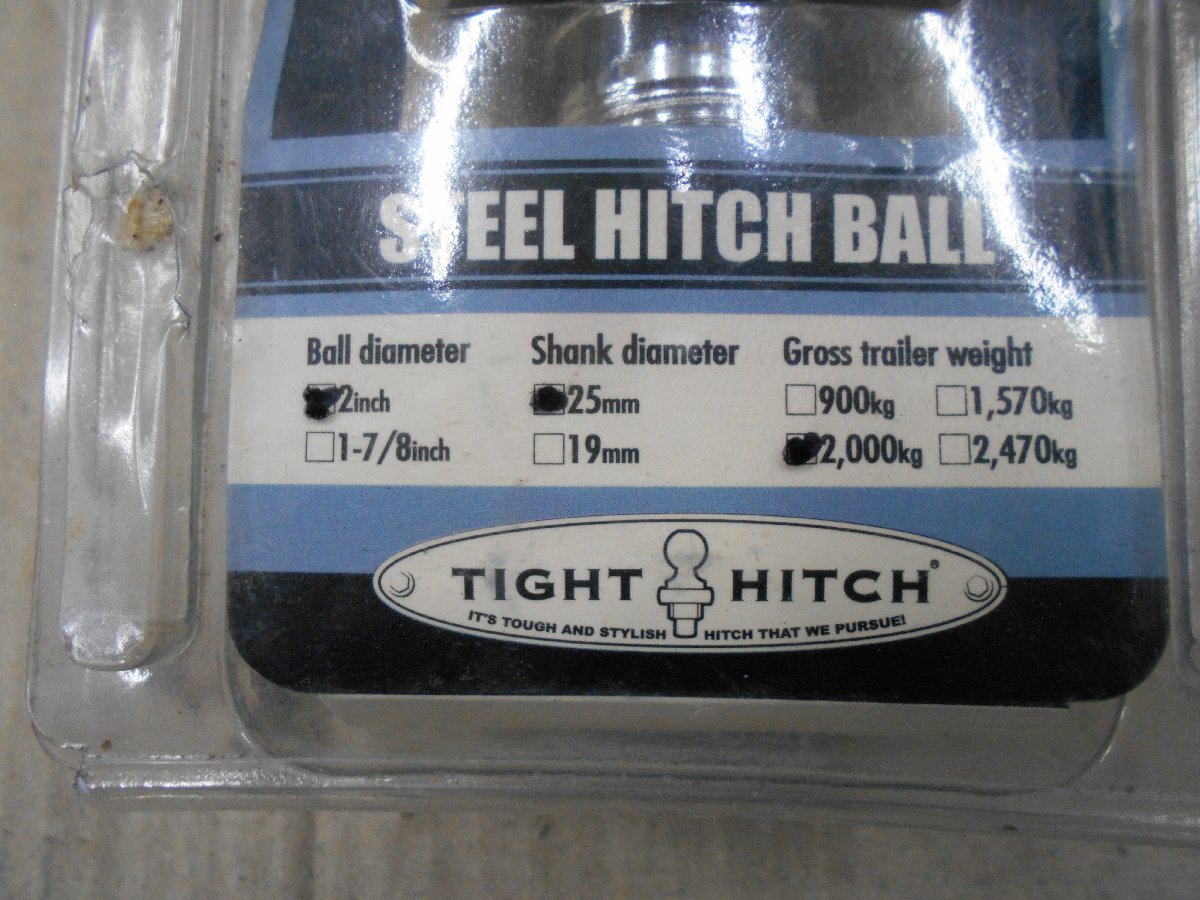 STEEL HITCH BALL
Ball diameter Shank diameter Gross trailer weight
2inch 25mm 900kg 1,570kg
1-7/8inch 19mm 2,000kg 2,470kg
TIGHT HITCH®
IT'S TOUGH AND STYLISH HITCH THAT WE PURSUE!